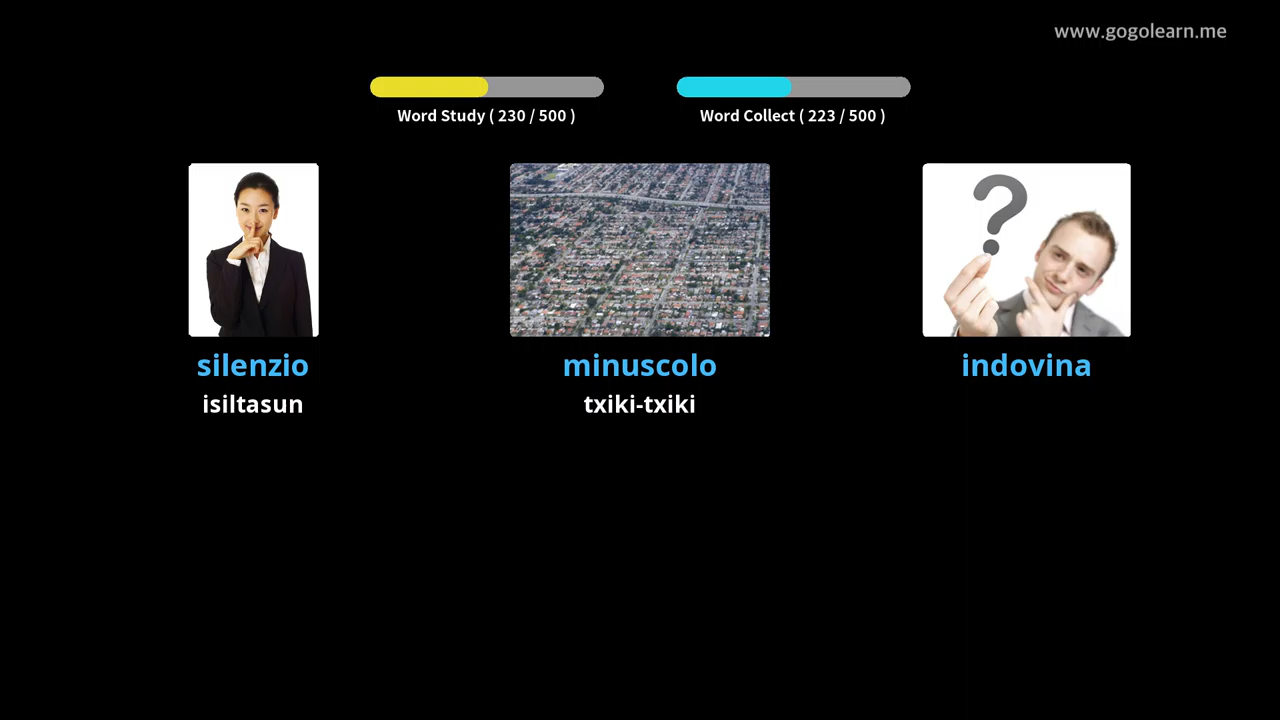 www.gogolearn.me
Word Study ( 230 / 500 )
Word Collect ( 223 / 500 )
silenzio
isiltasun
minuscolo
txiki-txiki
indovina